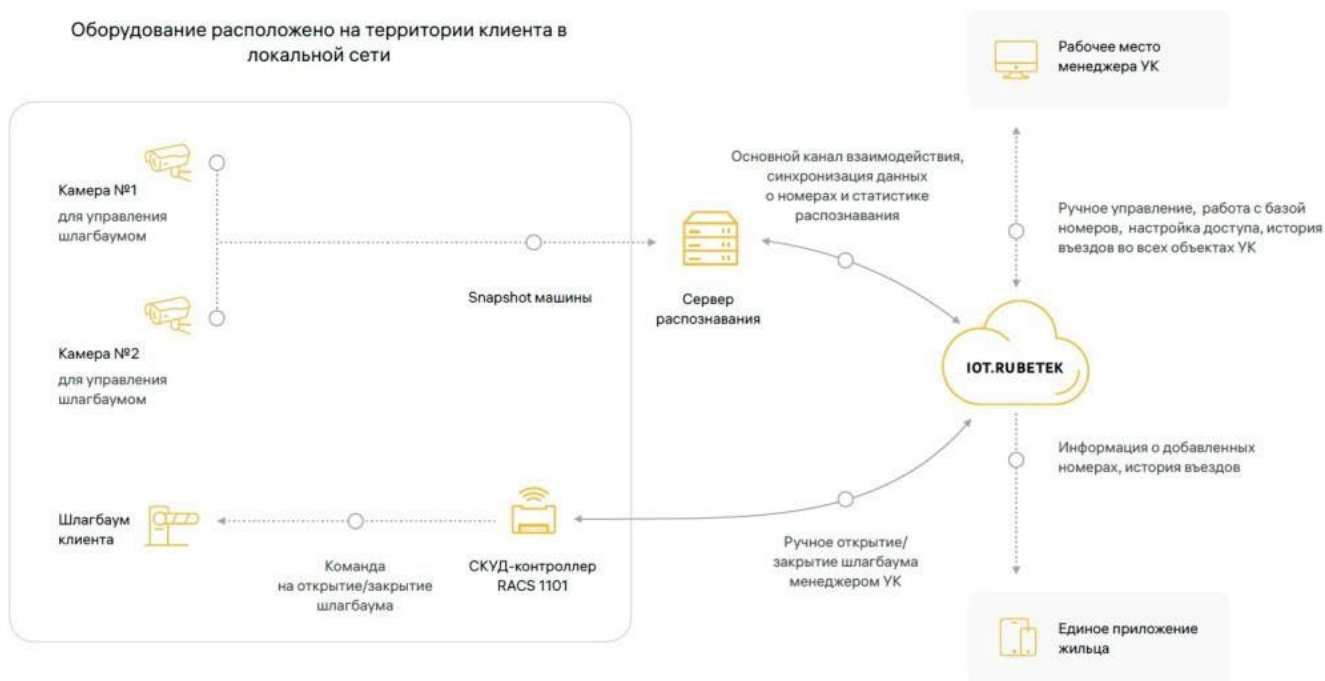 Оборудование расположено на территории клиента в
локальной сети
Рабочее место
менеджера УК
Камера №1
для управления
шлагбаумом
Основной канал взаимодействия,
синхронизация данных
о номерах и статистике
распознавания
Ручное управление, работа с базой
номеров, настройка доступа, история
въездов во всех объектах УК
Snapshot машины
Сервер
распознавания
Камера №2
для управления
шлагбаумом
IOT.RUBETEK
Информация о добавленных
номерах, история въездов
Шлагбаум
клиента
Команда
на открытие/закрытие
шлагбаума
СКУД-контроллер
RACS 1101
Ручное открытие/
закрытие шлагбаума
менеджером УК
Единое приложение
жильца